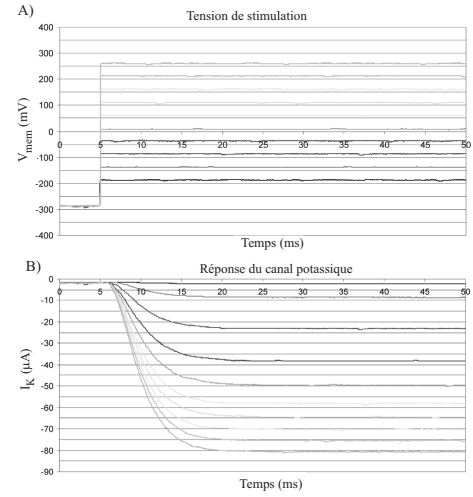 A)
Tension de stimulation
400
300
200
100
0
-100
-200
-300
-400
V_mem (mV)
0 5 10 15 20 25 30 35 40 45 50
Temps (ms)
B)
Réponse du canal potassique
0
-10
-20
-30
-40
-50
-60
-70
-80
-90
I_K (µA)
0 5 10 15 20 25 30 35 40 45 50
Temps (ms)